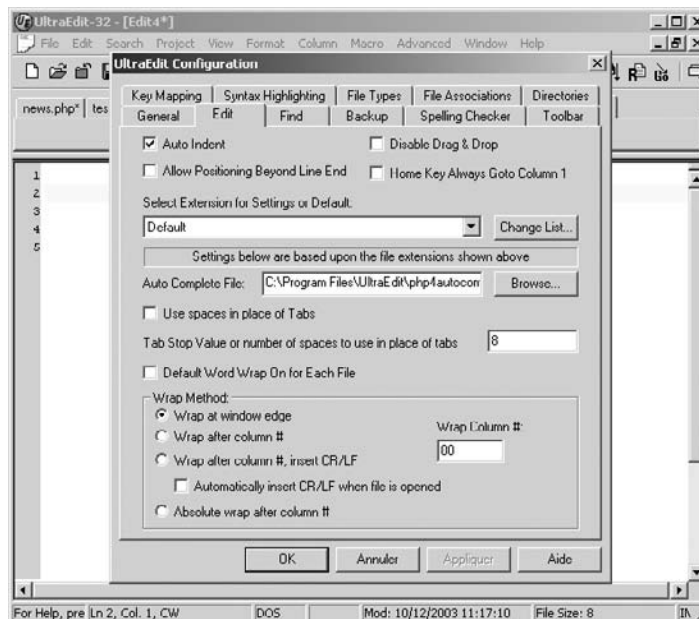 UltraEdit-32 - [Edit4*]
File Edit Search Project View Format Column Macro Advanced Window Help
UltraEdit Configuration
news.php* tes
Key Mapping Syntax Highlighting File Types File Associations Directories
General Edit Find Backup Spelling Checker Toolbar
Auto Indent Disable Drag & Drop
Allow Positioning Beyond Line End Home Key Always Goto Column 1
1
2
3
4
5
Select Extension for Settings or Default:
Default Change List...
Settings below are based upon the file extensions shown above
Auto Complete File: C:\Program Files\UltraEdit\php4autocom Browse...
Use spaces in place of Tabs
Tab Stop Value or number of spaces to use in place of tabs 8
Default Word Wrap On for Each File
Wrap Method:
Wrap at window edge
Wrap after column # Wrap Column #:
Wrap after column #, insert CR/LF 00
Automatically insert CR/LF when file is opened
Absolute wrap after column #
OK Annuler Appliquer Aide
For Help, pre Ln 2, Col. 1, CW DOS Mod: 10/12/2003 11:17:10 File Size: 8